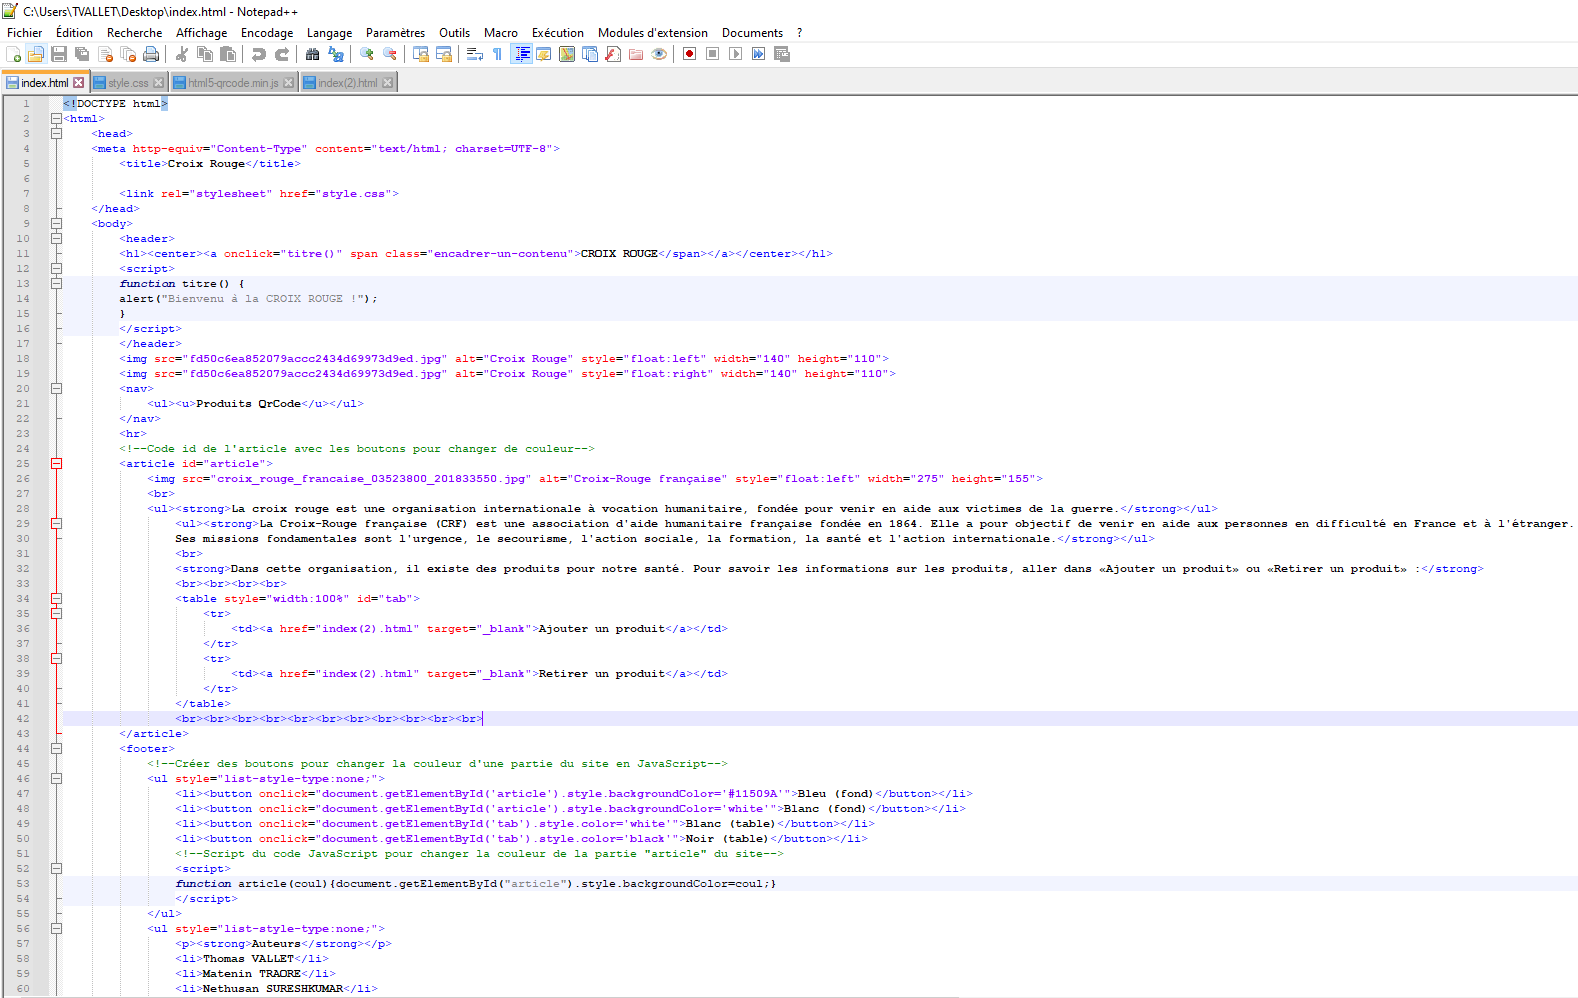 C:\Users\TVALLET\Desktop\index.html - Notepad++
Fichier Édition Recherche Affichage Encodage Langage Paramètres Outils Macro Exécution Modules d'extension Documents ?
index.html style.css html5-qrcode.min.js index(2).html
1 <!DOCTYPE html>
2 <html>
3 <head>
4 <meta http-equiv="Content-Type" content="text/html; charset=UTF-8">
5 <title>Croix Rouge</title>
6
7 <link rel="stylesheet" href="style.css">
8 </head>
9 <body>
10 <header>
11 <h1><center><a onclick="titre()" span class="encadrer-un-contenu">CROIX ROUGE</span></a></center></h1>
12 <script>
13 function titre() {
14 alert("Bienvenu à la CROIX ROUGE !");
15 }
16 </script>
17 </header>
18 <img src="fd50c6ea852079accc2434d69973d9ed.jpg" alt="Croix Rouge" style="float:left" width="140" height="110">
19 <img src="fd50c6ea852079accc2434d69973d9ed.jpg" alt="Croix Rouge" style="float:right" width="140" height="110">
20 <nav>
21 <ul><u>Produits QrCode</u></ul>
22 </nav>
23 <hr>
24 <!--Code id de l'article avec les boutons pour changer de couleur-->
25 <article id="article">
26 <img src="croix_rouge_francaise_03523800_201833550.jpg" alt="Croix-Rouge française" style="float:left" width="275" height="155">
27 <br>
28 <ul><strong>La croix rouge est une organisation internationale à vocation humanitaire, fondée pour venir en aide aux victimes de la guerre.</strong></ul>
29 <ul><strong>La Croix-Rouge française (CRF) est une association d'aide humanitaire française fondée en 1864. Elle a pour objectif de venir en aide aux personnes en difficulté en France et à l'étranger.
30 Ses missions fondamentales sont l'urgence, le secourisme, l'action sociale, la formation, la santé et l'action internationale.</strong></ul>
31 <br>
32 <strong>Dans cette organisation, il existe des produits pour notre santé. Pour savoir les informations sur les produits, aller dans «Ajouter un produit» ou «Retirer un produit» :</strong>
33 <br><br><br><br>
34 <table style="width:100%" id="tab">
35 <tr>
36 <td><a href="index(2).html" target="_blank">Ajouter un produit</a></td>
37 </tr>
38 <tr>
39 <td><a href="index(2).html" target="_blank">Retirer un produit</a></td>
40 </tr>
41 </table>
42 <br><br><br><br><br><br><br><br><br><br><br>
43 </article>
44 <footer>
45 <!--Créer des boutons pour changer la couleur d'une partie du site en JavaScript-->
46 <ul style="list-style-type:none;">
47 <li><button onclick="document.getElementById('article').style.backgroundColor='#11509A'">Bleu (fond)</button></li>
48 <li><button onclick="document.getElementById('article').style.backgroundColor='white'">Blanc (fond)</button></li>
49 <li><button onclick="document.getElementById('tab').style.color='white'">Blanc (table)</button></li>
50 <li><button onclick="document.getElementById('tab').style.color='black'">Noir (table)</button></li>
51 <!--Script du code JavaScript pour changer la couleur de la partie "article" du site-->
52 <script>
53 function article(coul){document.getElementById("article").style.backgroundColor=coul;}
54 </script>
55 </ul>
56 <ul style="list-style-type:none;">
57 <p><strong>Auteurs</strong></p>
58 <li>Thomas VALLET</li>
59 <li>Matenin TRAORE</li>
60 <li>Nethusan SURESHKUMAR</li>